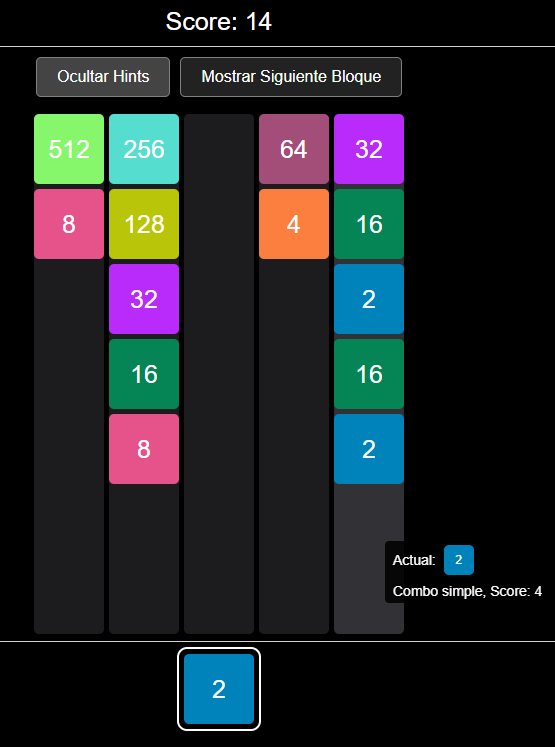 Score: 14
Ocultar Hints Mostrar Siguiente Bloque
512 256 64 32
8 128 4 16
32 2
16 16
8 2
Actual: 2
Combo simple, Score: 4
2